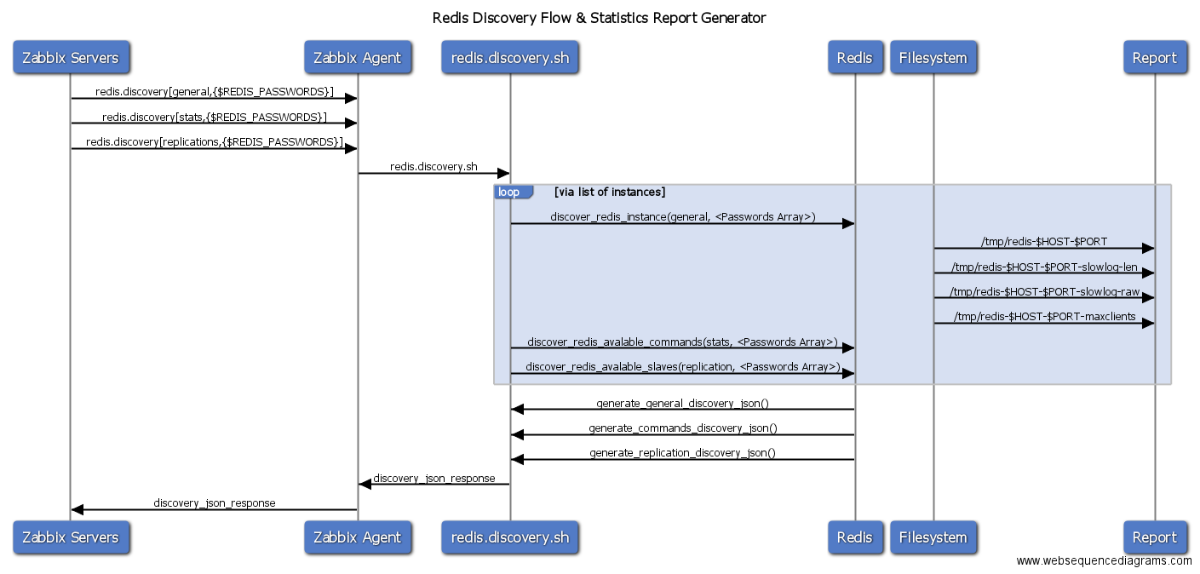 Redis Discovery Flow & Statistics Report Generator
Zabbix Servers
Zabbix Agent
redis.discovery.sh
Redis
Filesystem
Report
redis.discovery[general,{$REDIS_PASSWORDS}]
redis.discovery[stats,{$REDIS_PASSWORDS}]
redis.discovery[replications,{$REDIS_PASSWORDS}]
redis.discovery.sh
loop
[via list of instances]
discover_redis_instance(general, <Passwords Array>)
/tmp/redis-$HOST-$PORT
/tmp/redis-$HOST-$PORT-slowlog-len
/tmp/redis-$HOST-$PORT-slowlog-raw
/tmp/redis-$HOST-$PORT-maxclients
discover_redis_avalable_commands(stats, <Passwords Array>)
discover_redis_avalable_slaves(replication, <Passwords Array>)
generate_general_discovery_json()
generate_commands_discovery_json()
generate_replication_discovery_json()
discovery_json_response
discovery_json_response
Zabbix Servers
Zabbix Agent
redis.discovery.sh
Redis
Filesystem
Report
www.websequencediagrams.com